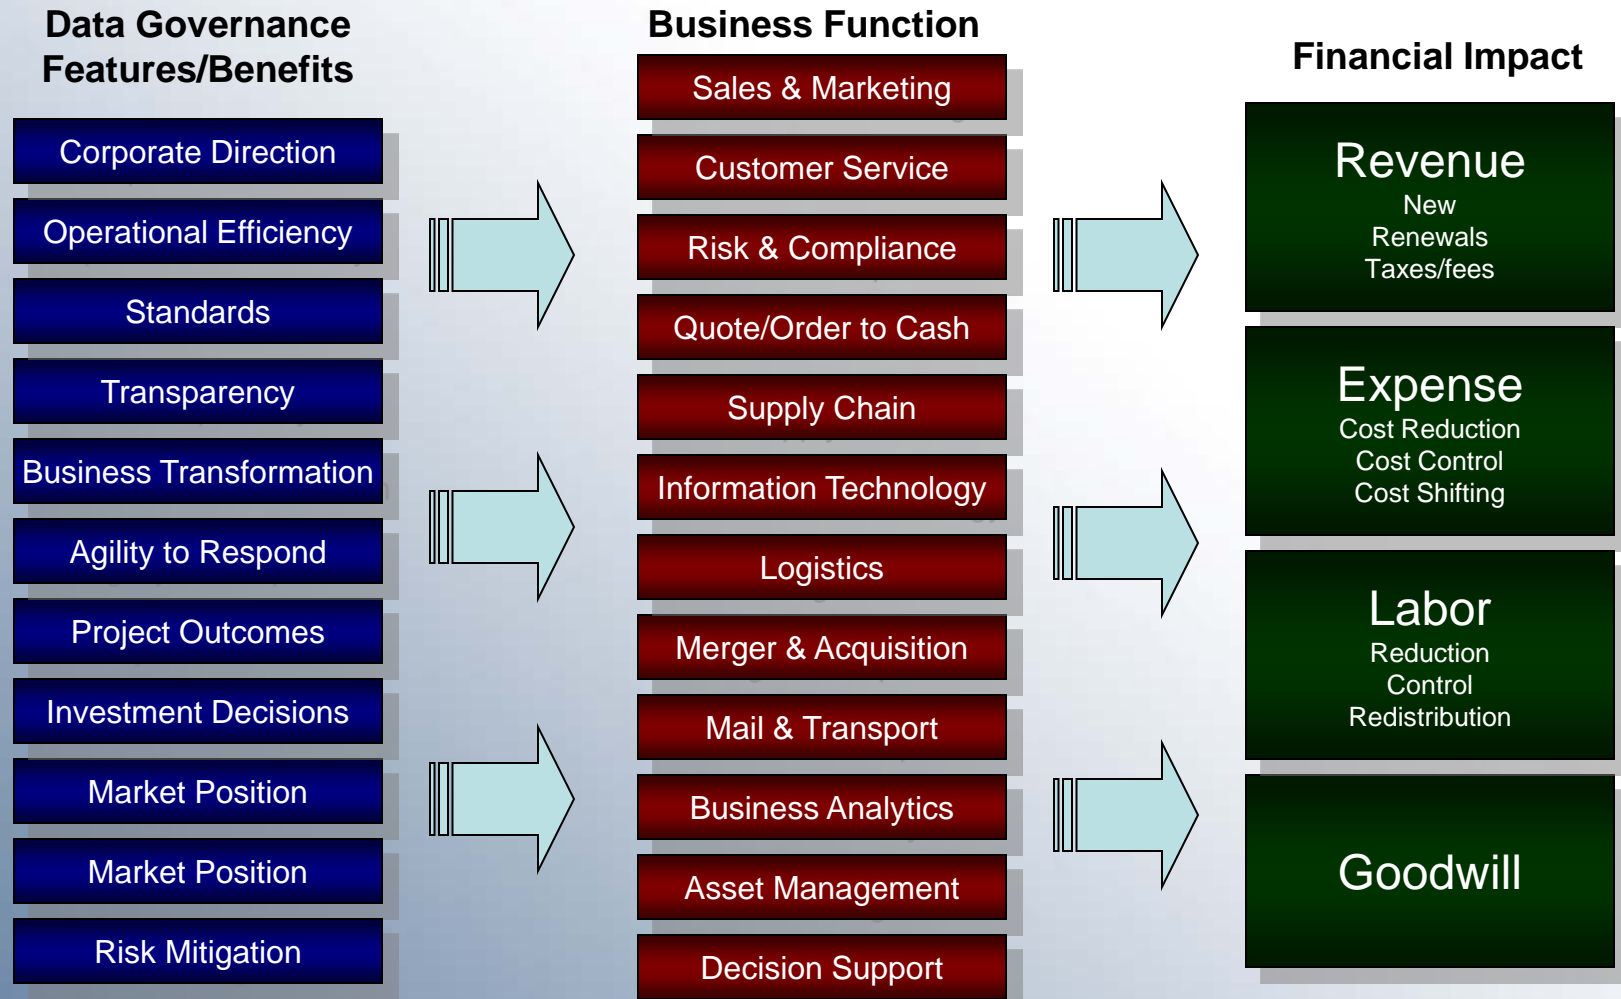 Data Governance
Features/Benefits
Corporate Direction
Operational Efficiency
Standards
Transparency
Business Transformation
Agility to Respond
Project Outcomes
Investment Decisions
Market Position
Market Position
Risk Mitigation
Business Function
Sales & Marketing
Customer Service
Risk & Compliance
Quote/Order to Cash
Supply Chain
Information Technology
Logistics
Merger & Acquisition
Mail & Transport
Business Analytics
Asset Management
Decision Support
Financial Impact
Revenue
New
Renewals
Taxes/fees
Expense
Cost Reduction
Cost Control
Cost Shifting
Labor
Reduction
Control
Redistribution
Goodwill